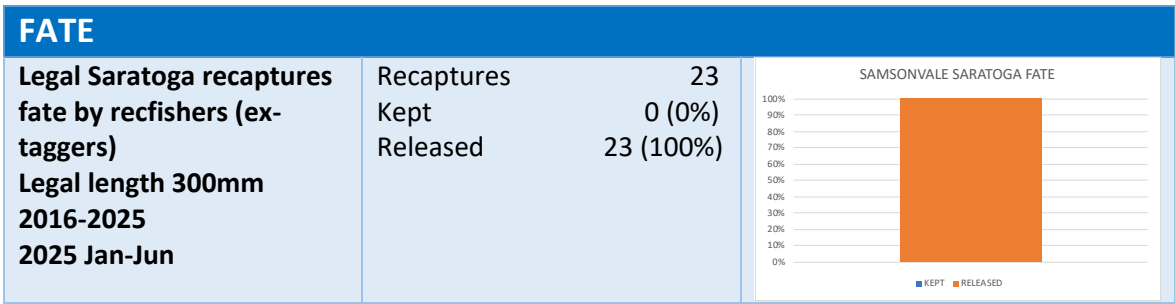 FATE
Legal Saratoga recaptures
fate by recfishers (ex-
taggers)
Legal length 300mm
2016-2025
2025 Jan-Jun
Recaptures 23
Kept 0 (0%)
Released 23 (100%)
SAMSONVALE SARATOGA FATE
100%
90%
80%
70%
60%
50%
40%
30%
20%
10%
0%
KEPT RELEASED